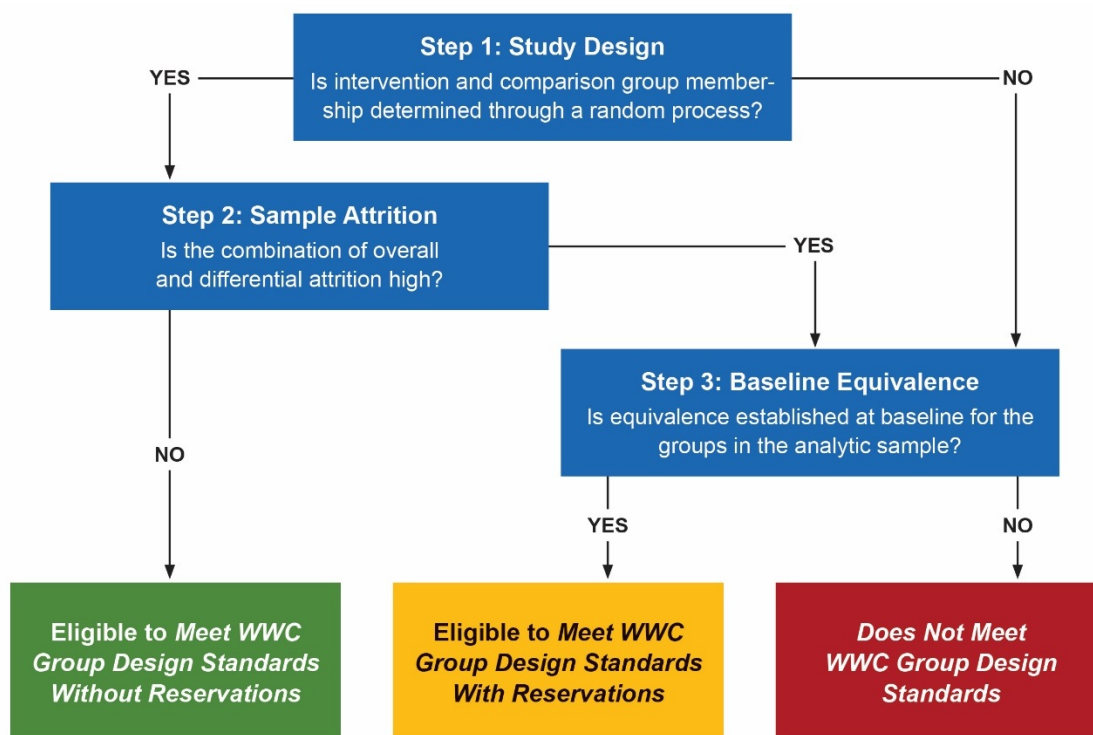 Step 1: Study Design
Is intervention and comparison group member-
ship determined through a random process?
YES
NO
Step 2: Sample Attrition
Is the combination of overall
and differential attrition high?
YES
Step 3: Baseline Equivalence
Is equivalence established at baseline for the
groups in the analytic sample?
NO
YES
NO
Eligible to Meet WWC
Group Design Standards
Without Reservations
Eligible to Meet WWC
Group Design Standards
With Reservations
Does Not Meet
WWC Group Design
Standards